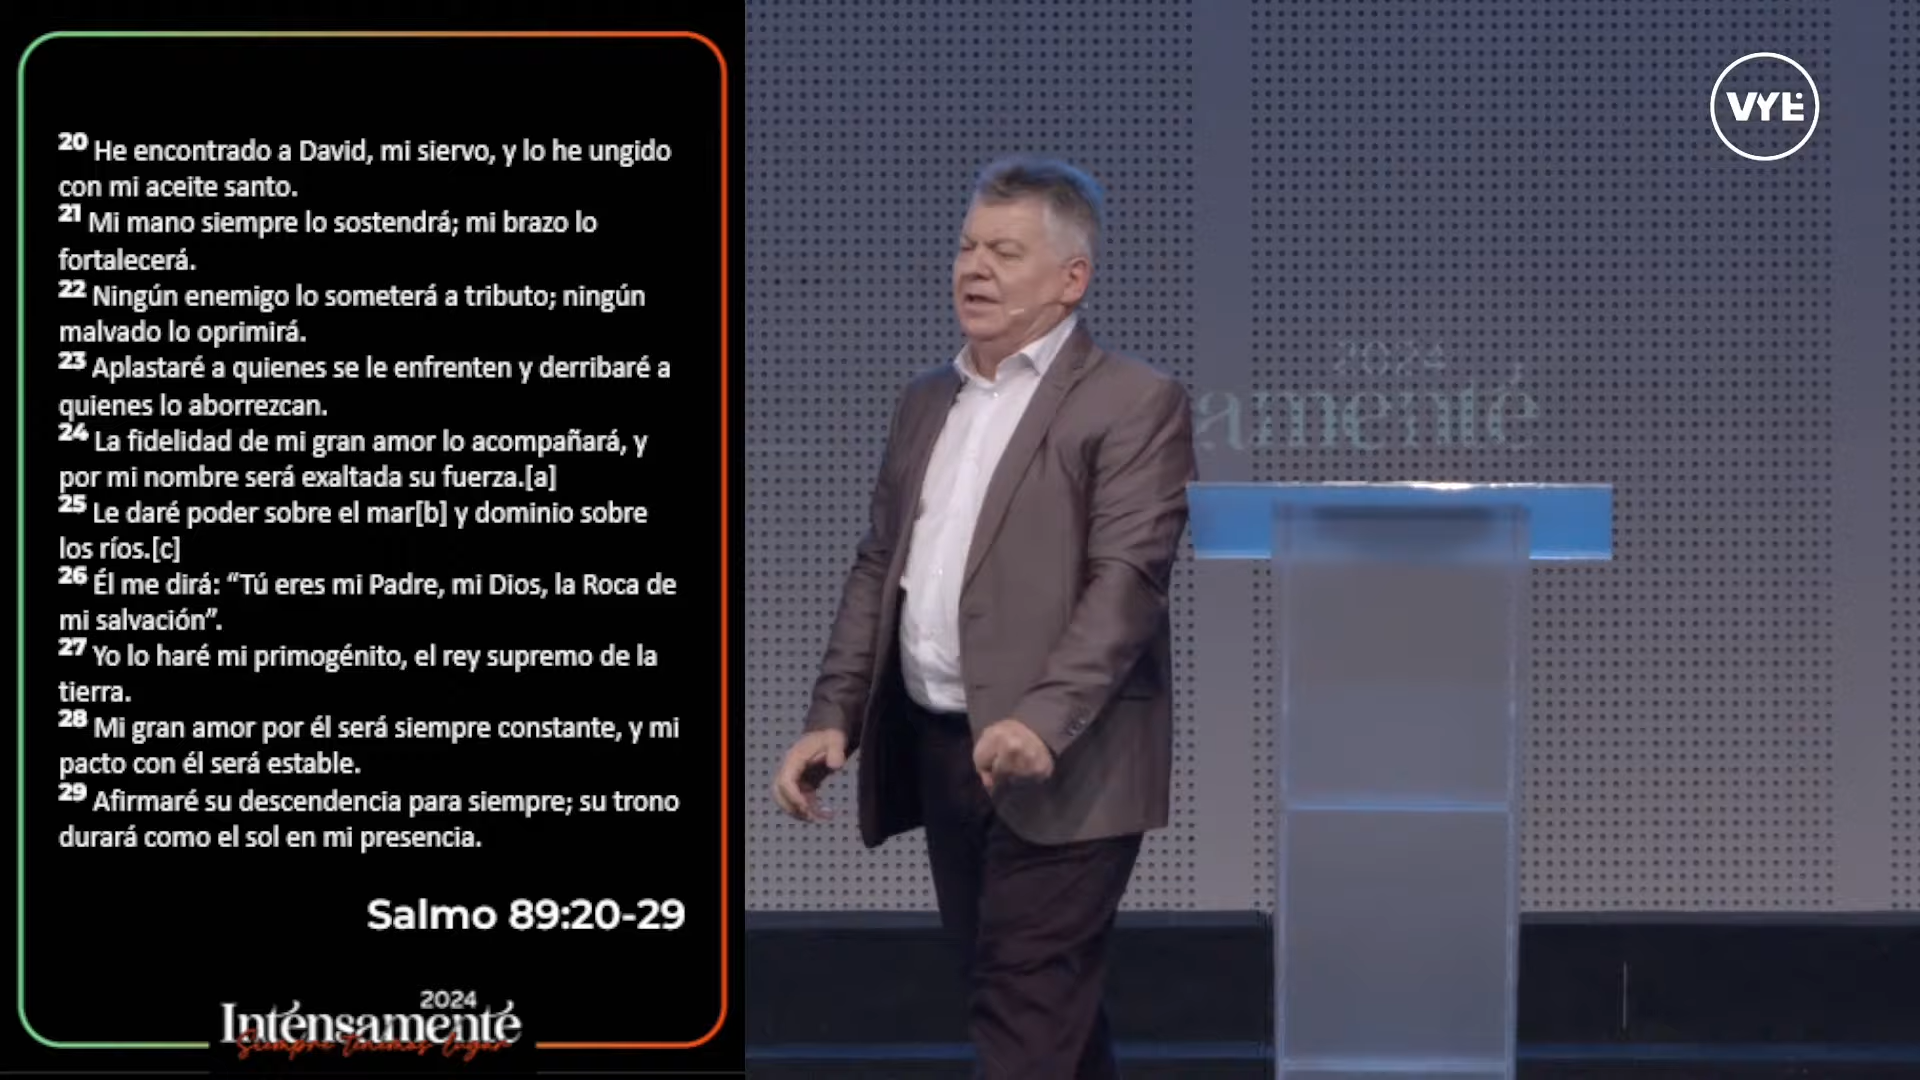 20 He encontrado a David, mi siervo, y lo he ungido
con mi aceite santo.
21 Mi mano siempre lo sostendrá; mi brazo lo
fortalecerá.
22 Ningún enemigo lo someterá a tributo; ningún
malvado lo oprimirá.
23 Aplastaré a quienes se le enfrenten y derribaré a
quienes lo aborrezcan.
24 La fidelidad de mi gran amor lo acompañará, y
por mi nombre será exaltada su fuerza.[a]
25 Le daré poder sobre el mar[b] y dominio sobre
los ríos.[c]
26 Él me dirá: “Tú eres mi Padre, mi Dios, la Roca de
mi salvación”.
27 Yo lo haré mi primogénito, el rey supremo de la
tierra.
28 Mi gran amor por él será siempre constante, y mi
pacto con él será estable.
29 Afirmaré su descendencia para siempre; su trono
durará como el sol en mi presencia.
Salmo 89:20-29
2024
Inténsamenté
Siempre tenemos lugar
VYE
2024
amenté